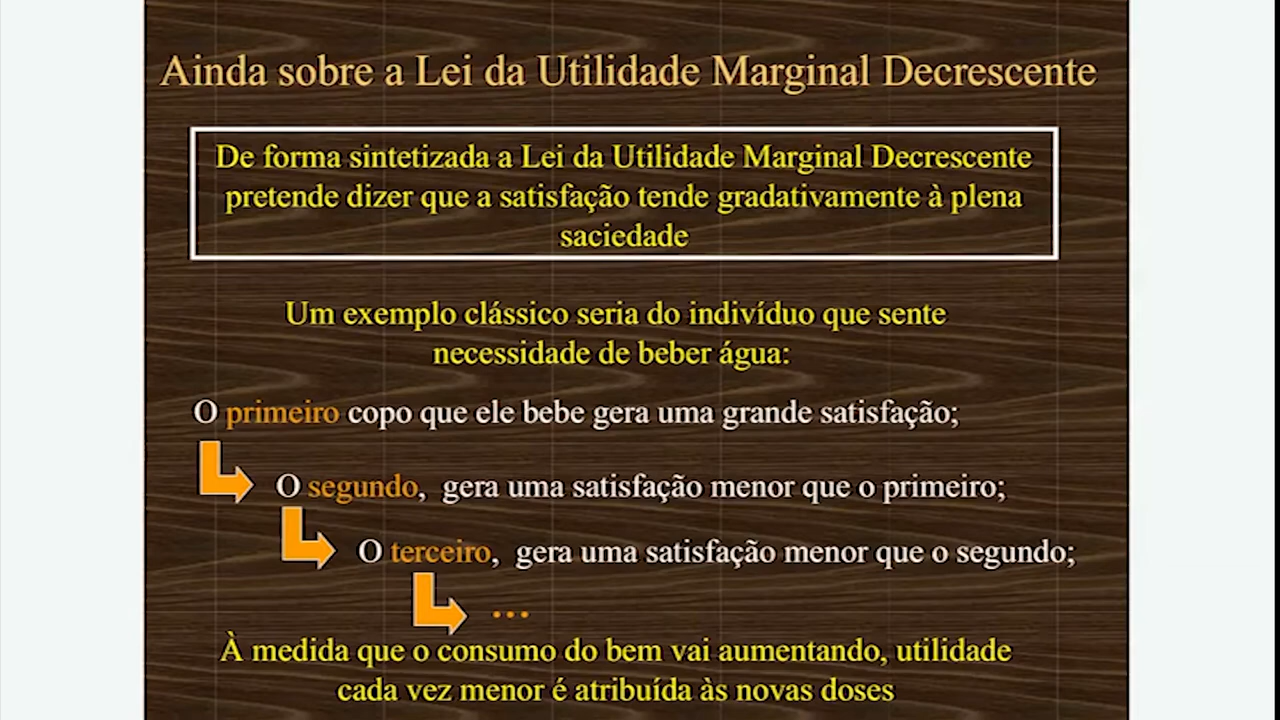 Ainda sobre a Lei da Utilidade Marginal Decrescente
De forma sintetizada a Lei da Utilidade Marginal Decrescente
pretende dizer que a satisfação tende gradativamente à plena
saciedade
Um exemplo clássico seria do indivíduo que sente
necessidade de beber água:
O primeiro copo que ele bebe gera uma grande satisfação;
O segundo, gera uma satisfação menor que o primeiro;
O terceiro, gera uma satisfação menor que o segundo;
...
À medida que o consumo do bem vai aumentando, utilidade
cada vez menor é atribuída às novas doses